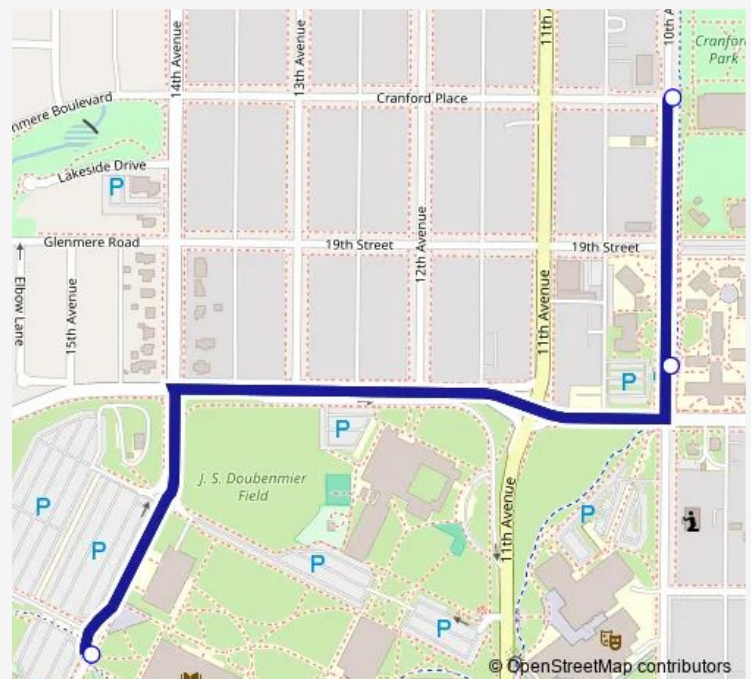 14th Avenue
13th Avenue
11th A
10th A
Cranford
Park
nmere Boulevard
Cranford Place
Lakeside Drive
P
Glenmere Road
19th Street
12th Avenue
19th Street
Elbow Lane
15th Avenue
11th Avenue
P
P
J. S. Doubenmier
Field
P
P
11th Avenue
P
P
P
© OpenStreetMap contributors